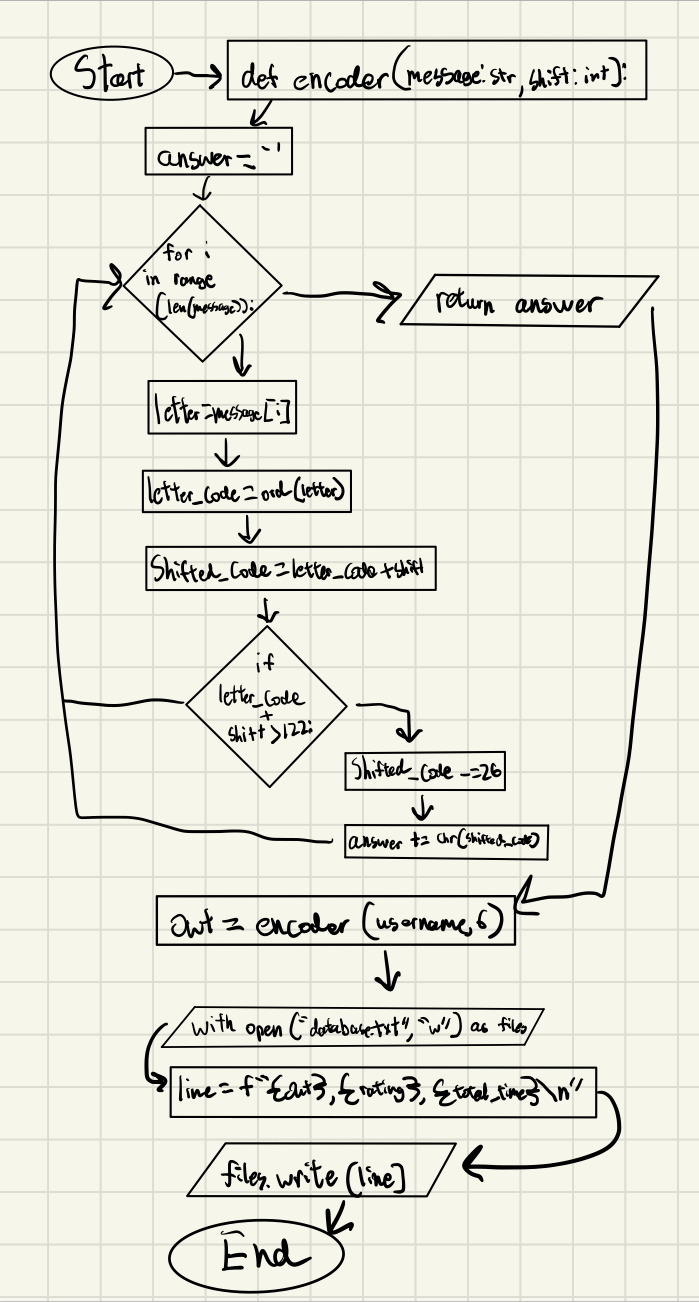 Start
def encoder(message:str, shift: int):
answer = ""
for i
in range
(len(message)):
return answer
letter=message[i]
letter_code=ord(letter)
Shifted_Code=letter_code+shift
if
letter_code
+
shift>122:
Shifted_code -=26
answer += chr(shifted_code)
Out = encoder (username,6)
with open ("database.txt","w") as files
line = f"{out}, {rating}, {total_time}\n"
files.write (line)
End